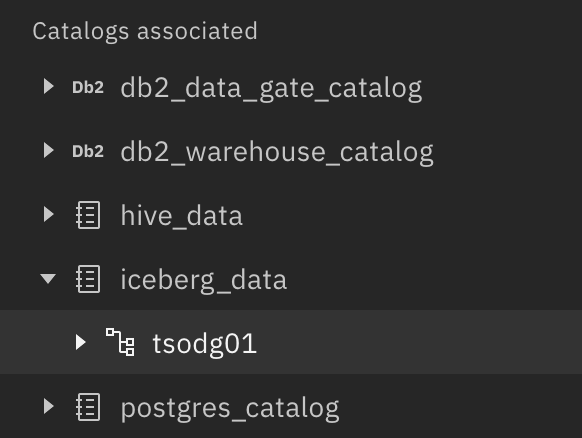 Catalogs associated
Db2 db2_data_gate_catalog
Db2 db2_warehouse_catalog
hive_data
iceberg_data
tsodg01
postgres_catalog